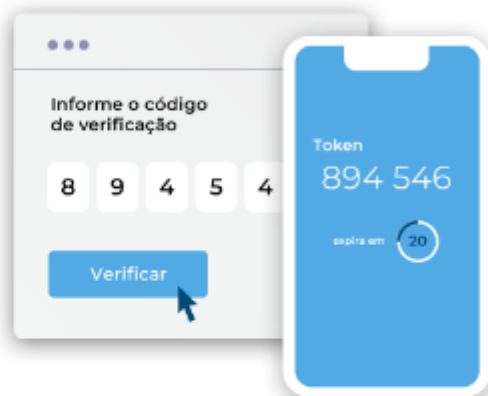 Informe o código
de verificação
8 9 4 5 4
Verificar
Token
894 546
expira em 20